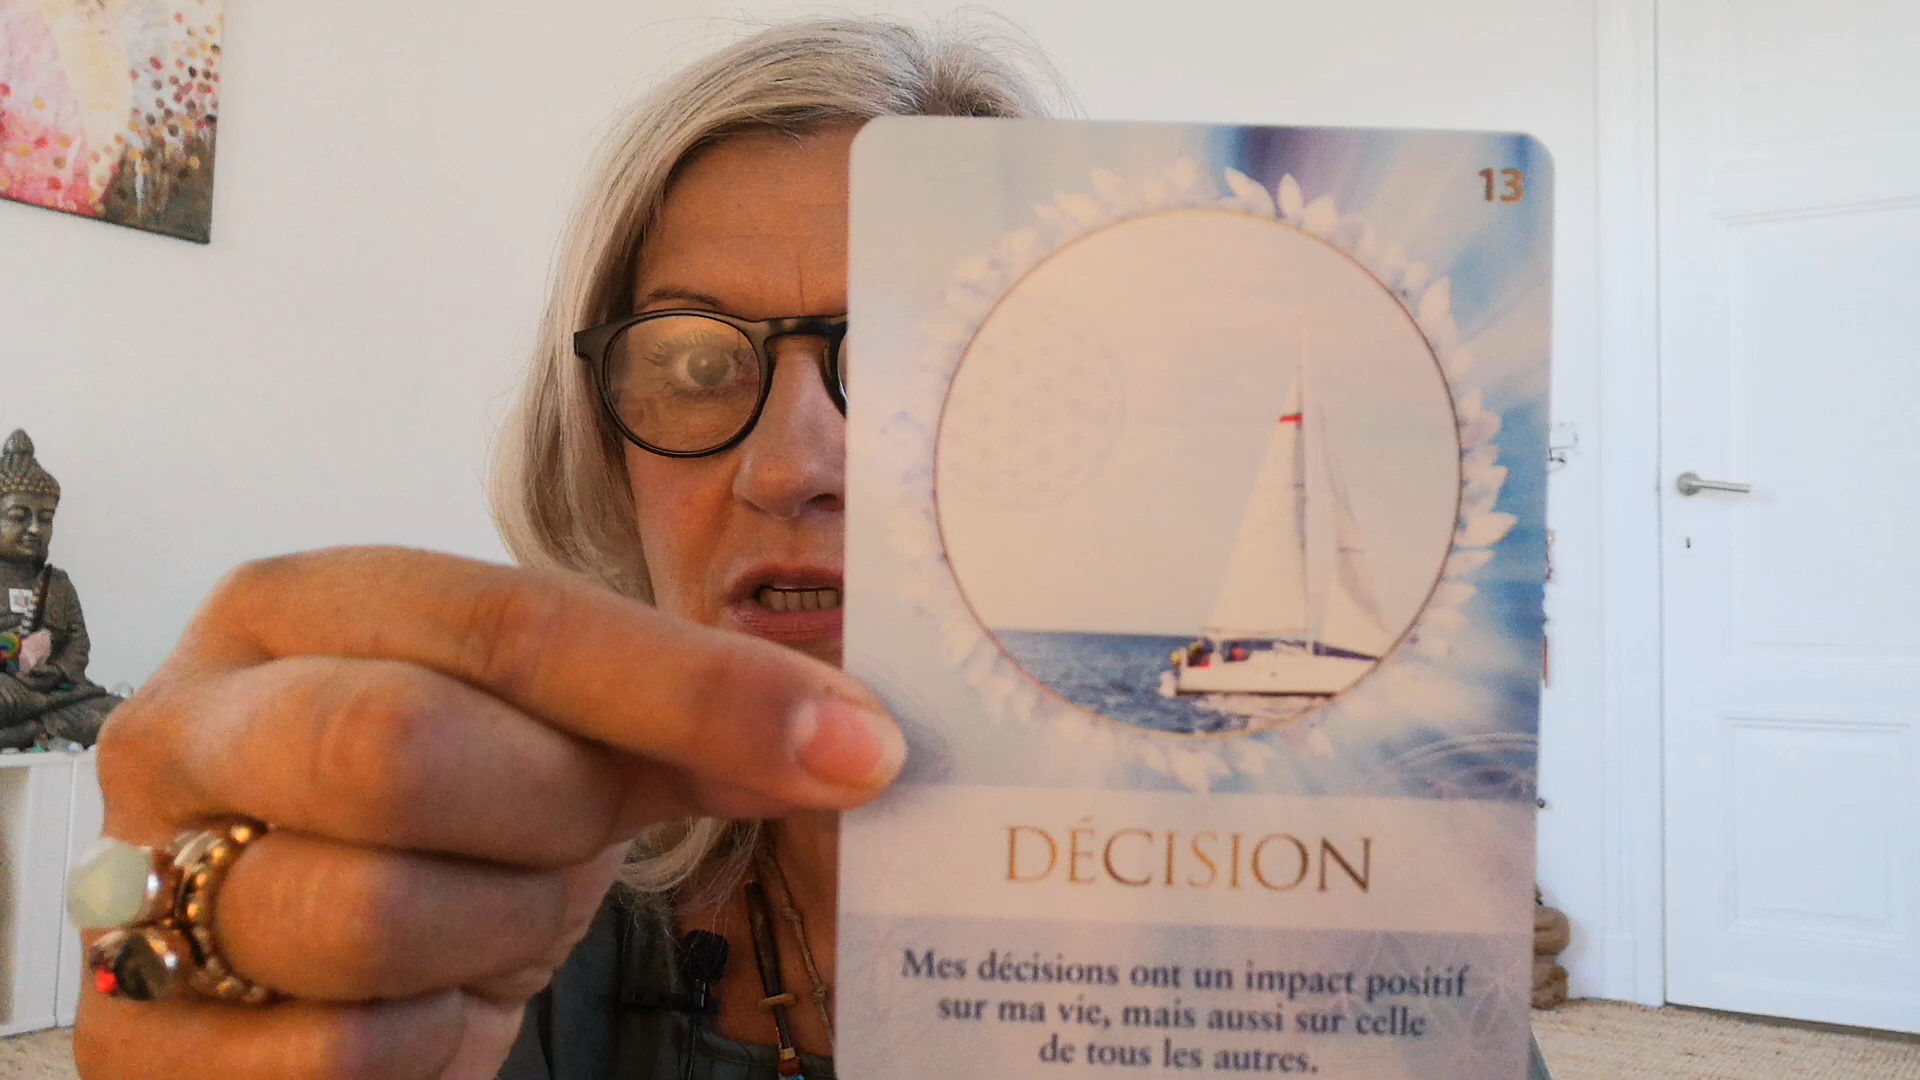 13
DÉCISION
Mes décisions ont un impact positif
sur ma vie, mais aussi sur celle
de tous les autres.